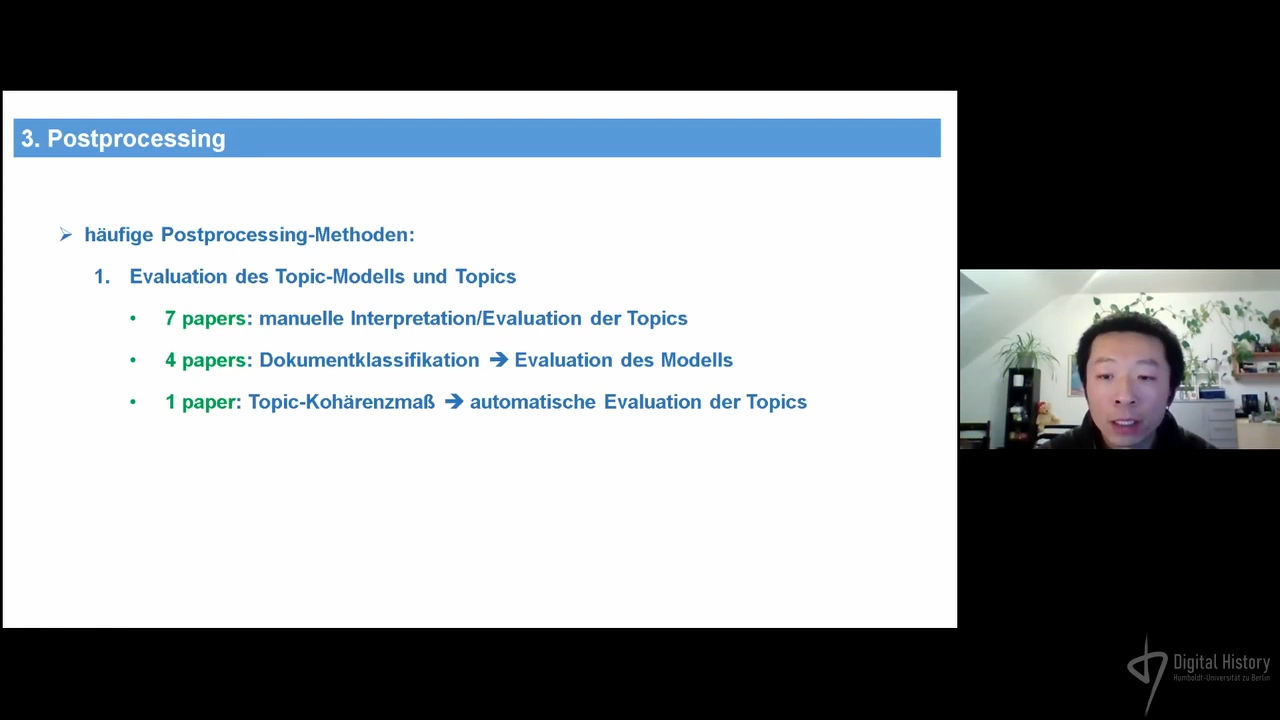 3. Postprocessing
➢ häufige Postprocessing-Methoden:
1. Evaluation des Topic-Modells und Topics
• 7 papers: manuelle Interpretation/Evaluation der Topics
• 4 papers: Dokumentklassifikation ➔ Evaluation des Modells
• 1 paper: Topic-Kohärenzmaß ➔ automatische Evaluation der Topics
Digital History
Humboldt-Universität zu Berlin